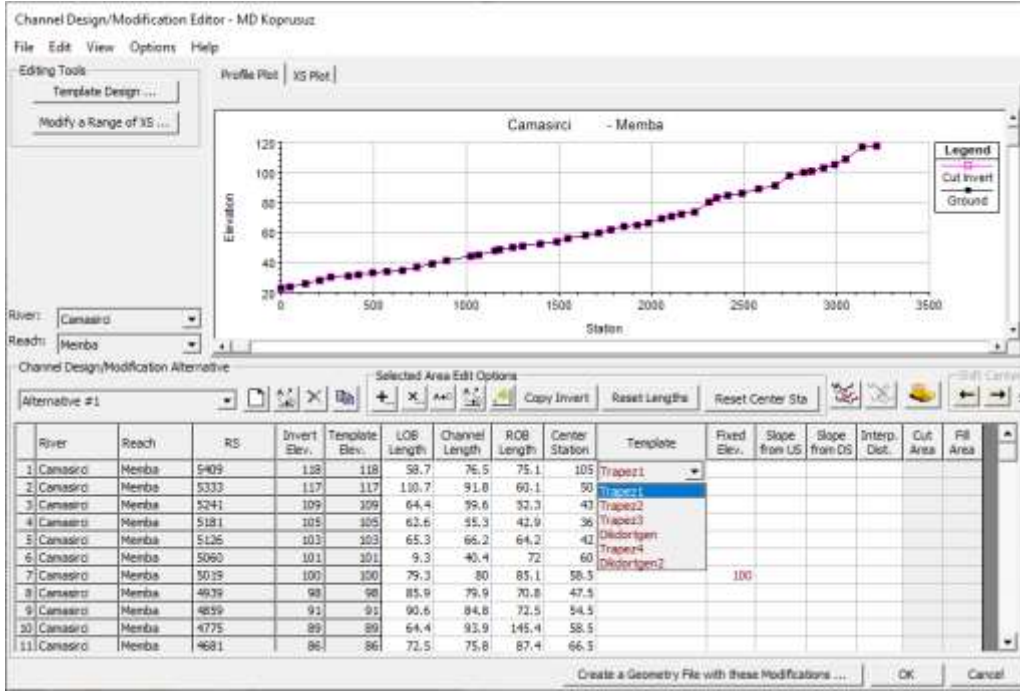 Channel Design/Modification Editor - MD Koprusuz
File Edit View Options Help
Editing Tools
Template Design ...
Modify a Range of XS ...
Profile Plot XS Plot
Camasirci - Memba
Elevation
120
100
80
60
40
20
0 500 1000 1500 2000 2500 3000 3500
Station
Legend
Cut Invert
Ground
River: Camasirci
Reach: Memba
Channel Design/Modification Alternative
Alternative #1
Selected Area Edit Options
Copy Invert Reset Lengths Reset Center Sta
River Reach RS Invert Elev. Template Elev. LOB Length Channel Length ROB Length Center Station Template Fixed Elev. Slope from US Slope from DS Interp. Dist. Cut Area Fill Area
1 Camasirci Memba 5409 118 118 58.7 76.5 75.1 105 Trapez1
2 Camasirci Memba 5333 117 117 110.7 91.8 60.1 50
3 Camasirci Memba 5241 109 109 64.4 59.6 52.3 43
4 Camasirci Memba 5181 105 105 62.6 55.3 42.9 36
5 Camasirci Memba 5126 103 103 65.3 66.2 64.2 42
6 Camasirci Memba 5060 101 101 9.3 40.4 72 60
7 Camasirci Memba 5019 100 100 79.3 80 85.1 58.5 100
8 Camasirci Memba 4939 98 98 85.9 79.9 70.8 47.5
9 Camasirci Memba 4859 91 91 90.6 84.8 72.5 54.5
10 Camasirci Memba 4775 89 89 64.4 93.9 145.4 58.5
11 Camasirci Memba 4681 86 86 72.5 75.8 87.4 66.5
Trapez1
Trapez2
Trapez3
Dikdortgen
Trapez4
Dikdortgen2
Create a Geometry File with these Modifications ... OK Cancel